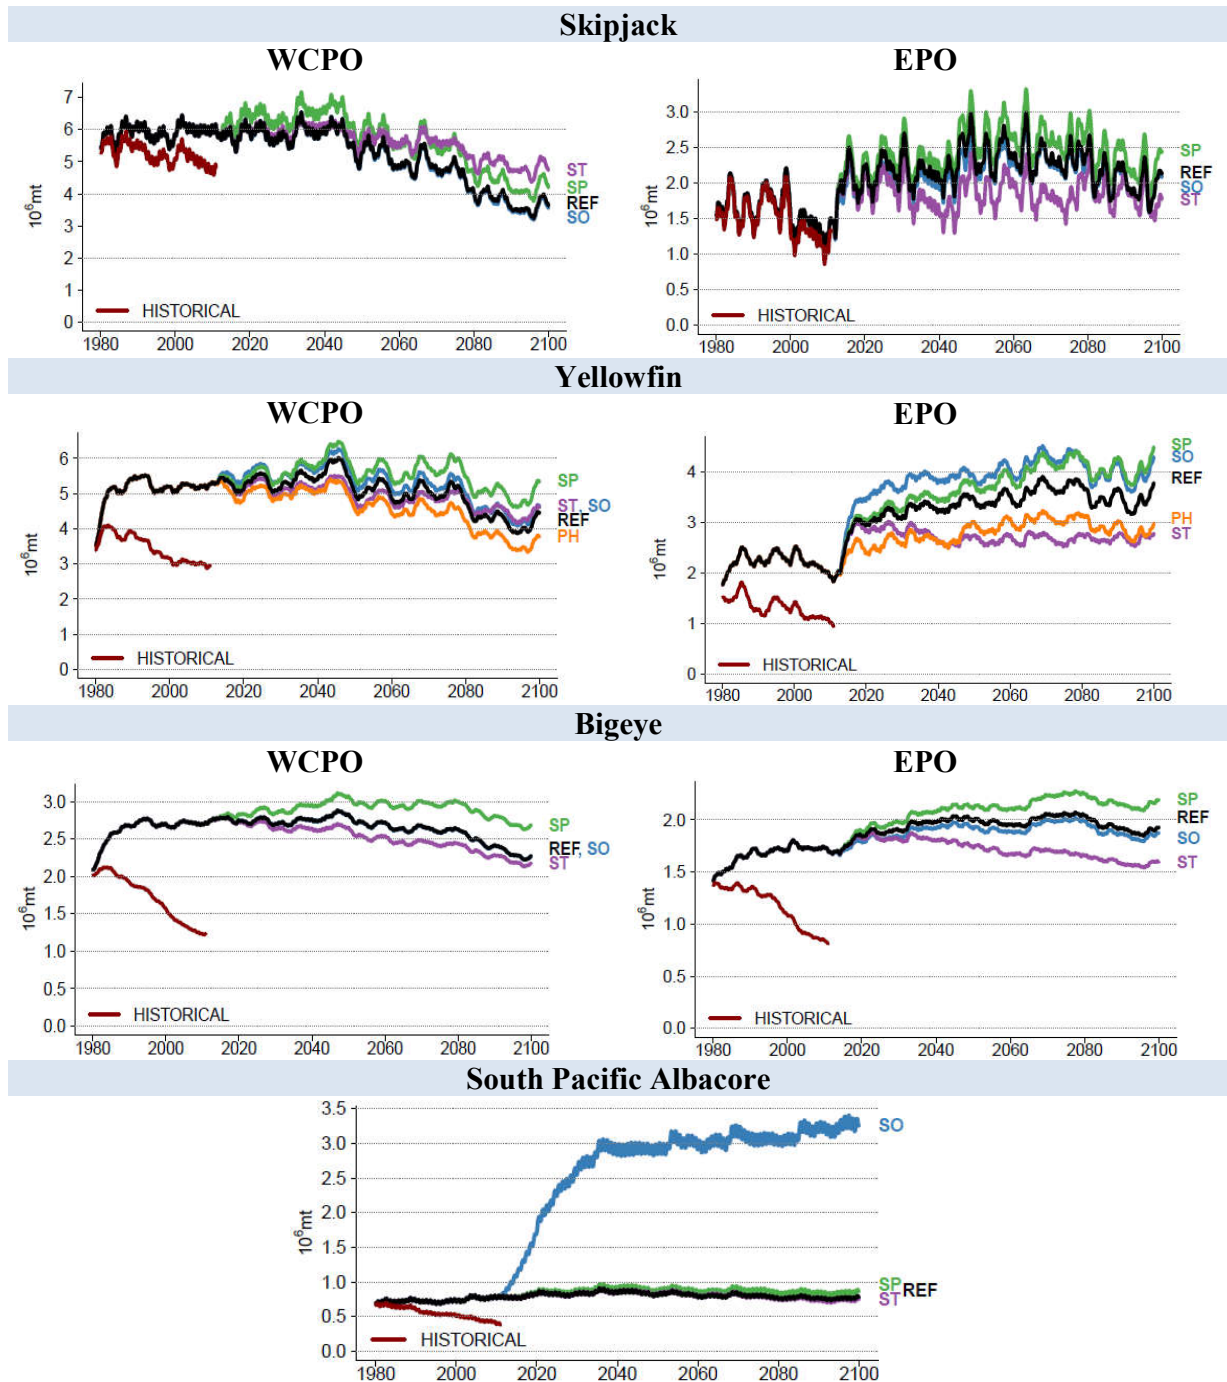 Skipjack
WCPO
7
6
5
4
3
2
1
0
10⁶mt
ST
SP
REF
SO
HISTORICAL
1980 2000 2020 2040 2060 2080 2100
EPO
3.0
2.5
2.0
1.5
1.0
0.5
0.0
10⁶mt
SP
REF
SO
ST
HISTORICAL
1980 2000 2020 2040 2060 2080 2100
Yellowfin
WCPO
6
5
4
3
2
1
0
10⁶mt
SP
ST, SO
REF
PH
HISTORICAL
1980 2000 2020 2040 2060 2080 2100
EPO
4
3
2
1
0
10⁶mt
SP
SO
REF
PH
ST
HISTORICAL
1980 2000 2020 2040 2060 2080 2100
Bigeye
WCPO
3.0
2.5
2.0
1.5
1.0
0.5
0.0
10⁶mt
SP
REF, SO
ST
HISTORICAL
1980 2000 2020 2040 2060 2080 2100
EPO
2.0
1.5
1.0
0.5
0.0
10⁶mt
SP
REF
SO
ST
HISTORICAL
1980 2000 2020 2040 2060 2080 2100
South Pacific Albacore
3.5
3.0
2.5
2.0
1.5
1.0
0.5
0.0
10⁶mt
SO
SP REF
ST
HISTORICAL
1980 2000 2020 2040 2060 2080 2100